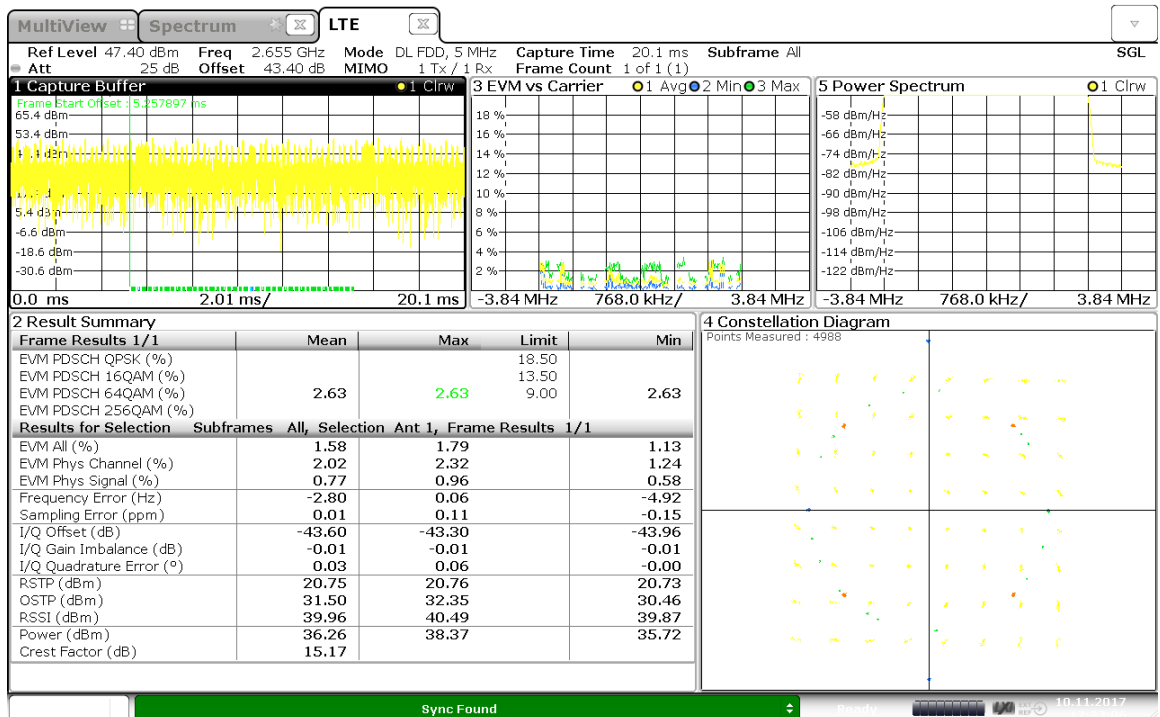 MultiView Spectrum LTE
Ref Level 47.40 dBm Freq 2.655 GHz Mode DL FDD, 5 MHz Capture Time 20.1 ms Subframe All SGL
Att 25 dB Offset 43.40 dB MIMO 1 Tx / 1 Rx Frame Count 1 of 1 (1)
1 Capture Buffer 1 Clrw
Frame Start Offset : 5.257897 ms
65.4 dBm
53.4 dBm
5.4 dBm
-6.6 dBm
-18.6 dBm
-30.6 dBm
0.0 ms 2.01 ms/ 20.1 ms
3 EVM vs Carrier 1 Avg 2 Min 3 Max
18 %
16 %
14 %
12 %
10 %
8 %
6 %
4 %
2 %
-3.84 MHz 768.0 kHz/ 3.84 MHz
5 Power Spectrum 1 Clrw
-58 dBm/Hz
-66 dBm/Hz
-74 dBm/Hz
-82 dBm/Hz
-90 dBm/Hz
-98 dBm/Hz
-106 dBm/Hz
-114 dBm/Hz
-122 dBm/Hz
-3.84 MHz 768.0 kHz/ 3.84 MHz
2 Result Summary
Frame Results 1/1 Mean Max Limit Min
EVM PDSCH QPSK (%) 18.50
EVM PDSCH 16QAM (%) 13.50
EVM PDSCH 64QAM (%) 2.63 2.63 9.00 2.63
EVM PDSCH 256QAM (%)
Results for Selection Subframes All, Selection Ant 1, Frame Results 1/1
EVM All (%) 1.58 1.79 1.13
EVM Phys Channel (%) 2.02 2.32 1.24
EVM Phys Signal (%) 0.77 0.96 0.58
Frequency Error (Hz) -2.80 0.06 -4.92
Sampling Error (ppm) 0.01 0.11 -0.15
I/Q Offset (dB) -43.60 -43.30 -43.96
I/Q Gain Imbalance (dB) -0.01 -0.01 -0.01
I/Q Quadrature Error (º) 0.03 0.06 -0.00
RSTP (dBm) 20.75 20.76 20.73
OSTP (dBm) 31.50 32.35 30.46
RSSI (dBm) 39.96 40.49 39.87
Power (dBm) 36.26 38.37 35.72
Crest Factor (dB) 15.17
4 Constellation Diagram
Points Measured : 4988
Sync Found
Ready
EXT
REF
10.11.2017